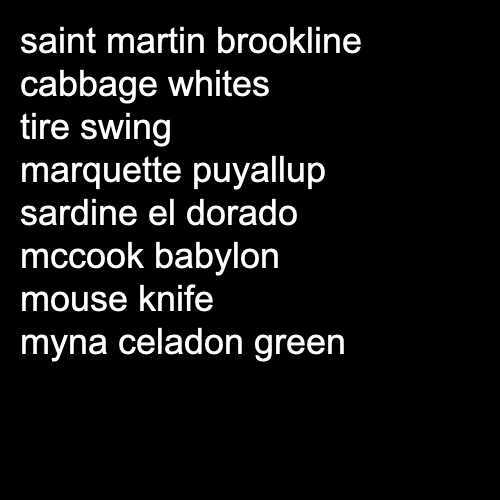 saint martin brookline
cabbage whites
tire swing
marquette puyallup
sardine el dorado
mccook babylon
mouse knife
myna celadon green